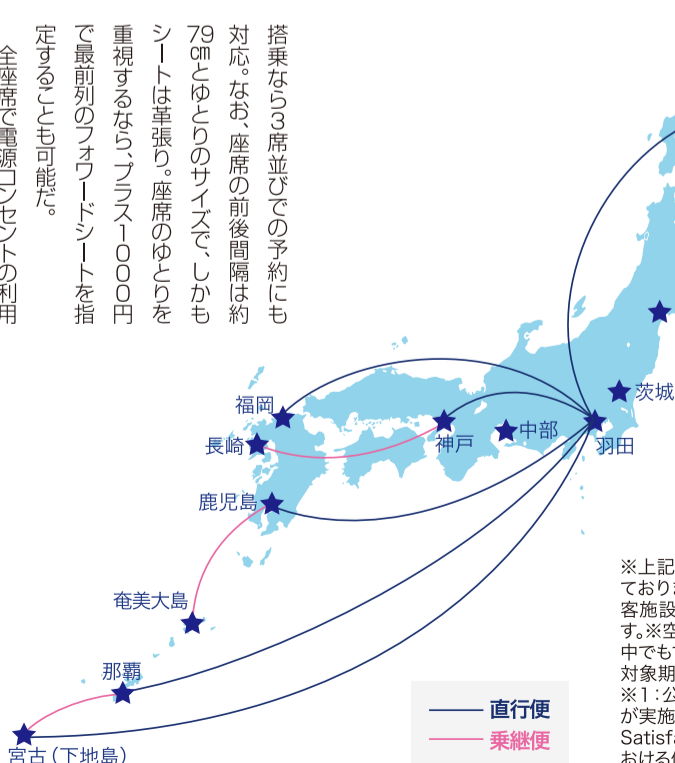 搭乗なら3席並びでの予約にも
対応。なお、座席の前後間隔は約
79cmとゆとりのサイズで、しかも
シートは革張り。座席のゆとりを
重視するなら、プラス1000円
で最前列のフォワードシートを指
定することも可能だ。
全座席で電源コンセントの利用
福岡
長崎
鹿児島
奄美大島
那覇
宮古(下地島)
神戸
中部
羽田
茨城
直行便
乗継便
※上記
ており
客施設
す。※空
中でも
対象期
※1:公
が実施
Satisfa
おける